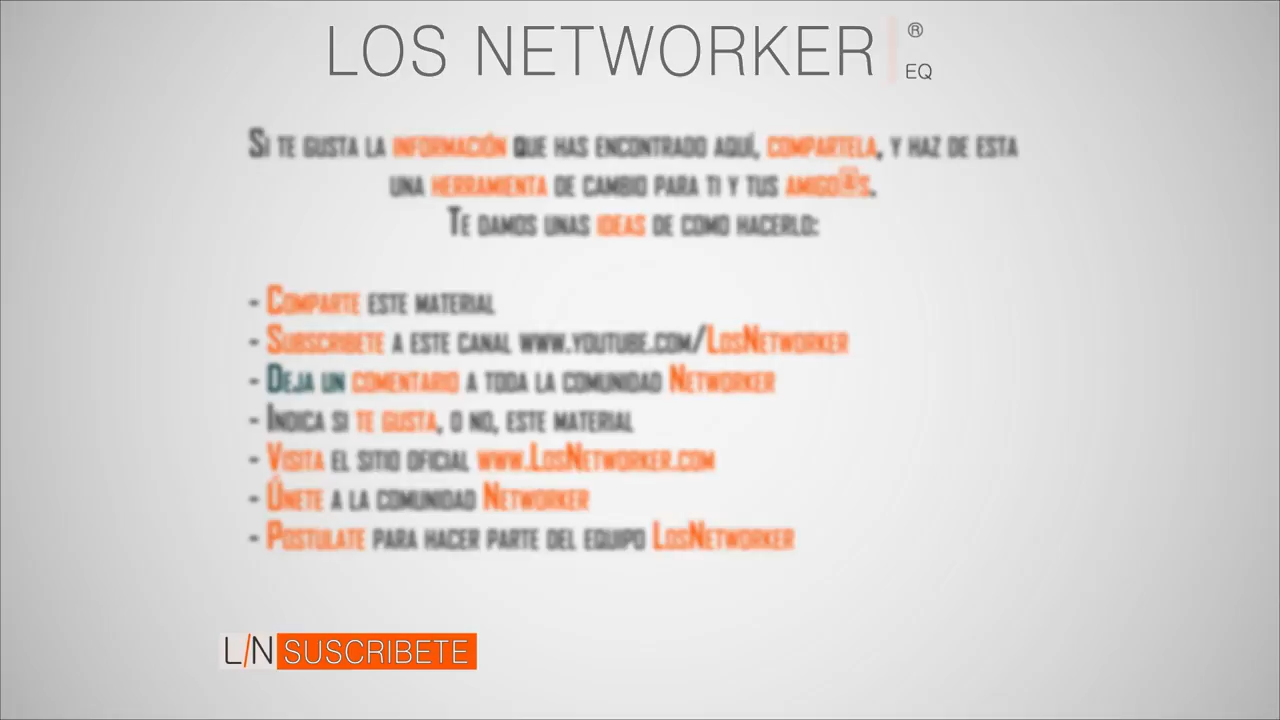 LOS NETWORKER
®
EQ
Si te gusta la información que has encontrado aquí, compartela, y haz de esta
una herramienta de cambio para ti y tus amigo@s.
Te damos unas ideas de como hacerlo:
- Comparte este material
- Subscribete a este canal www.youtube.com/LosNetworker
- Deja un comentario a toda la comunidad Networker
- Indica si te gusta, o no, este material
- Visita el sitio oficial www.LosNetworker.com
- Únete a la comunidad Networker
- Postulate para hacer parte del equipo LosNetworker
L/N SUSCRIBETE